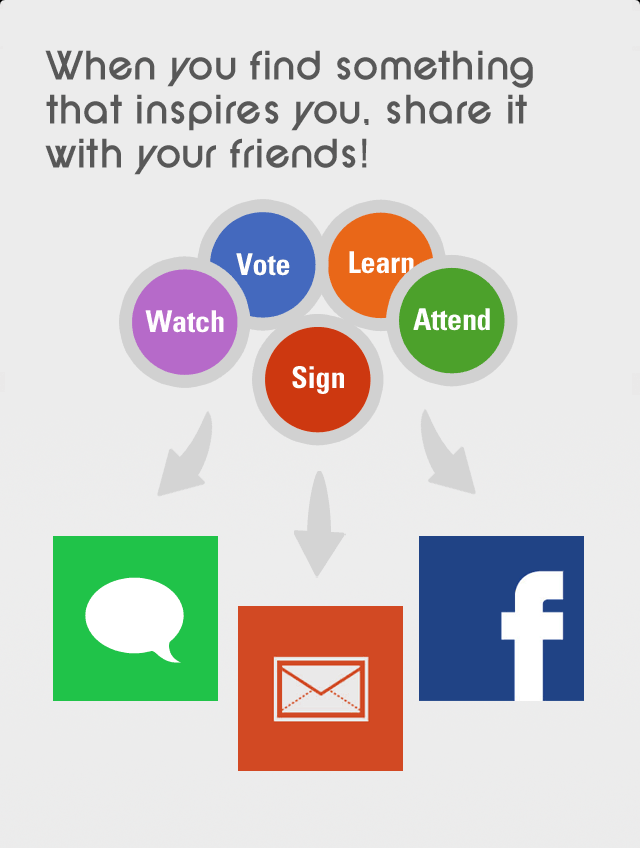 When you find something
that inspires you, share it
with your friends!
Vote
Learn
Watch
Attend
Sign
f